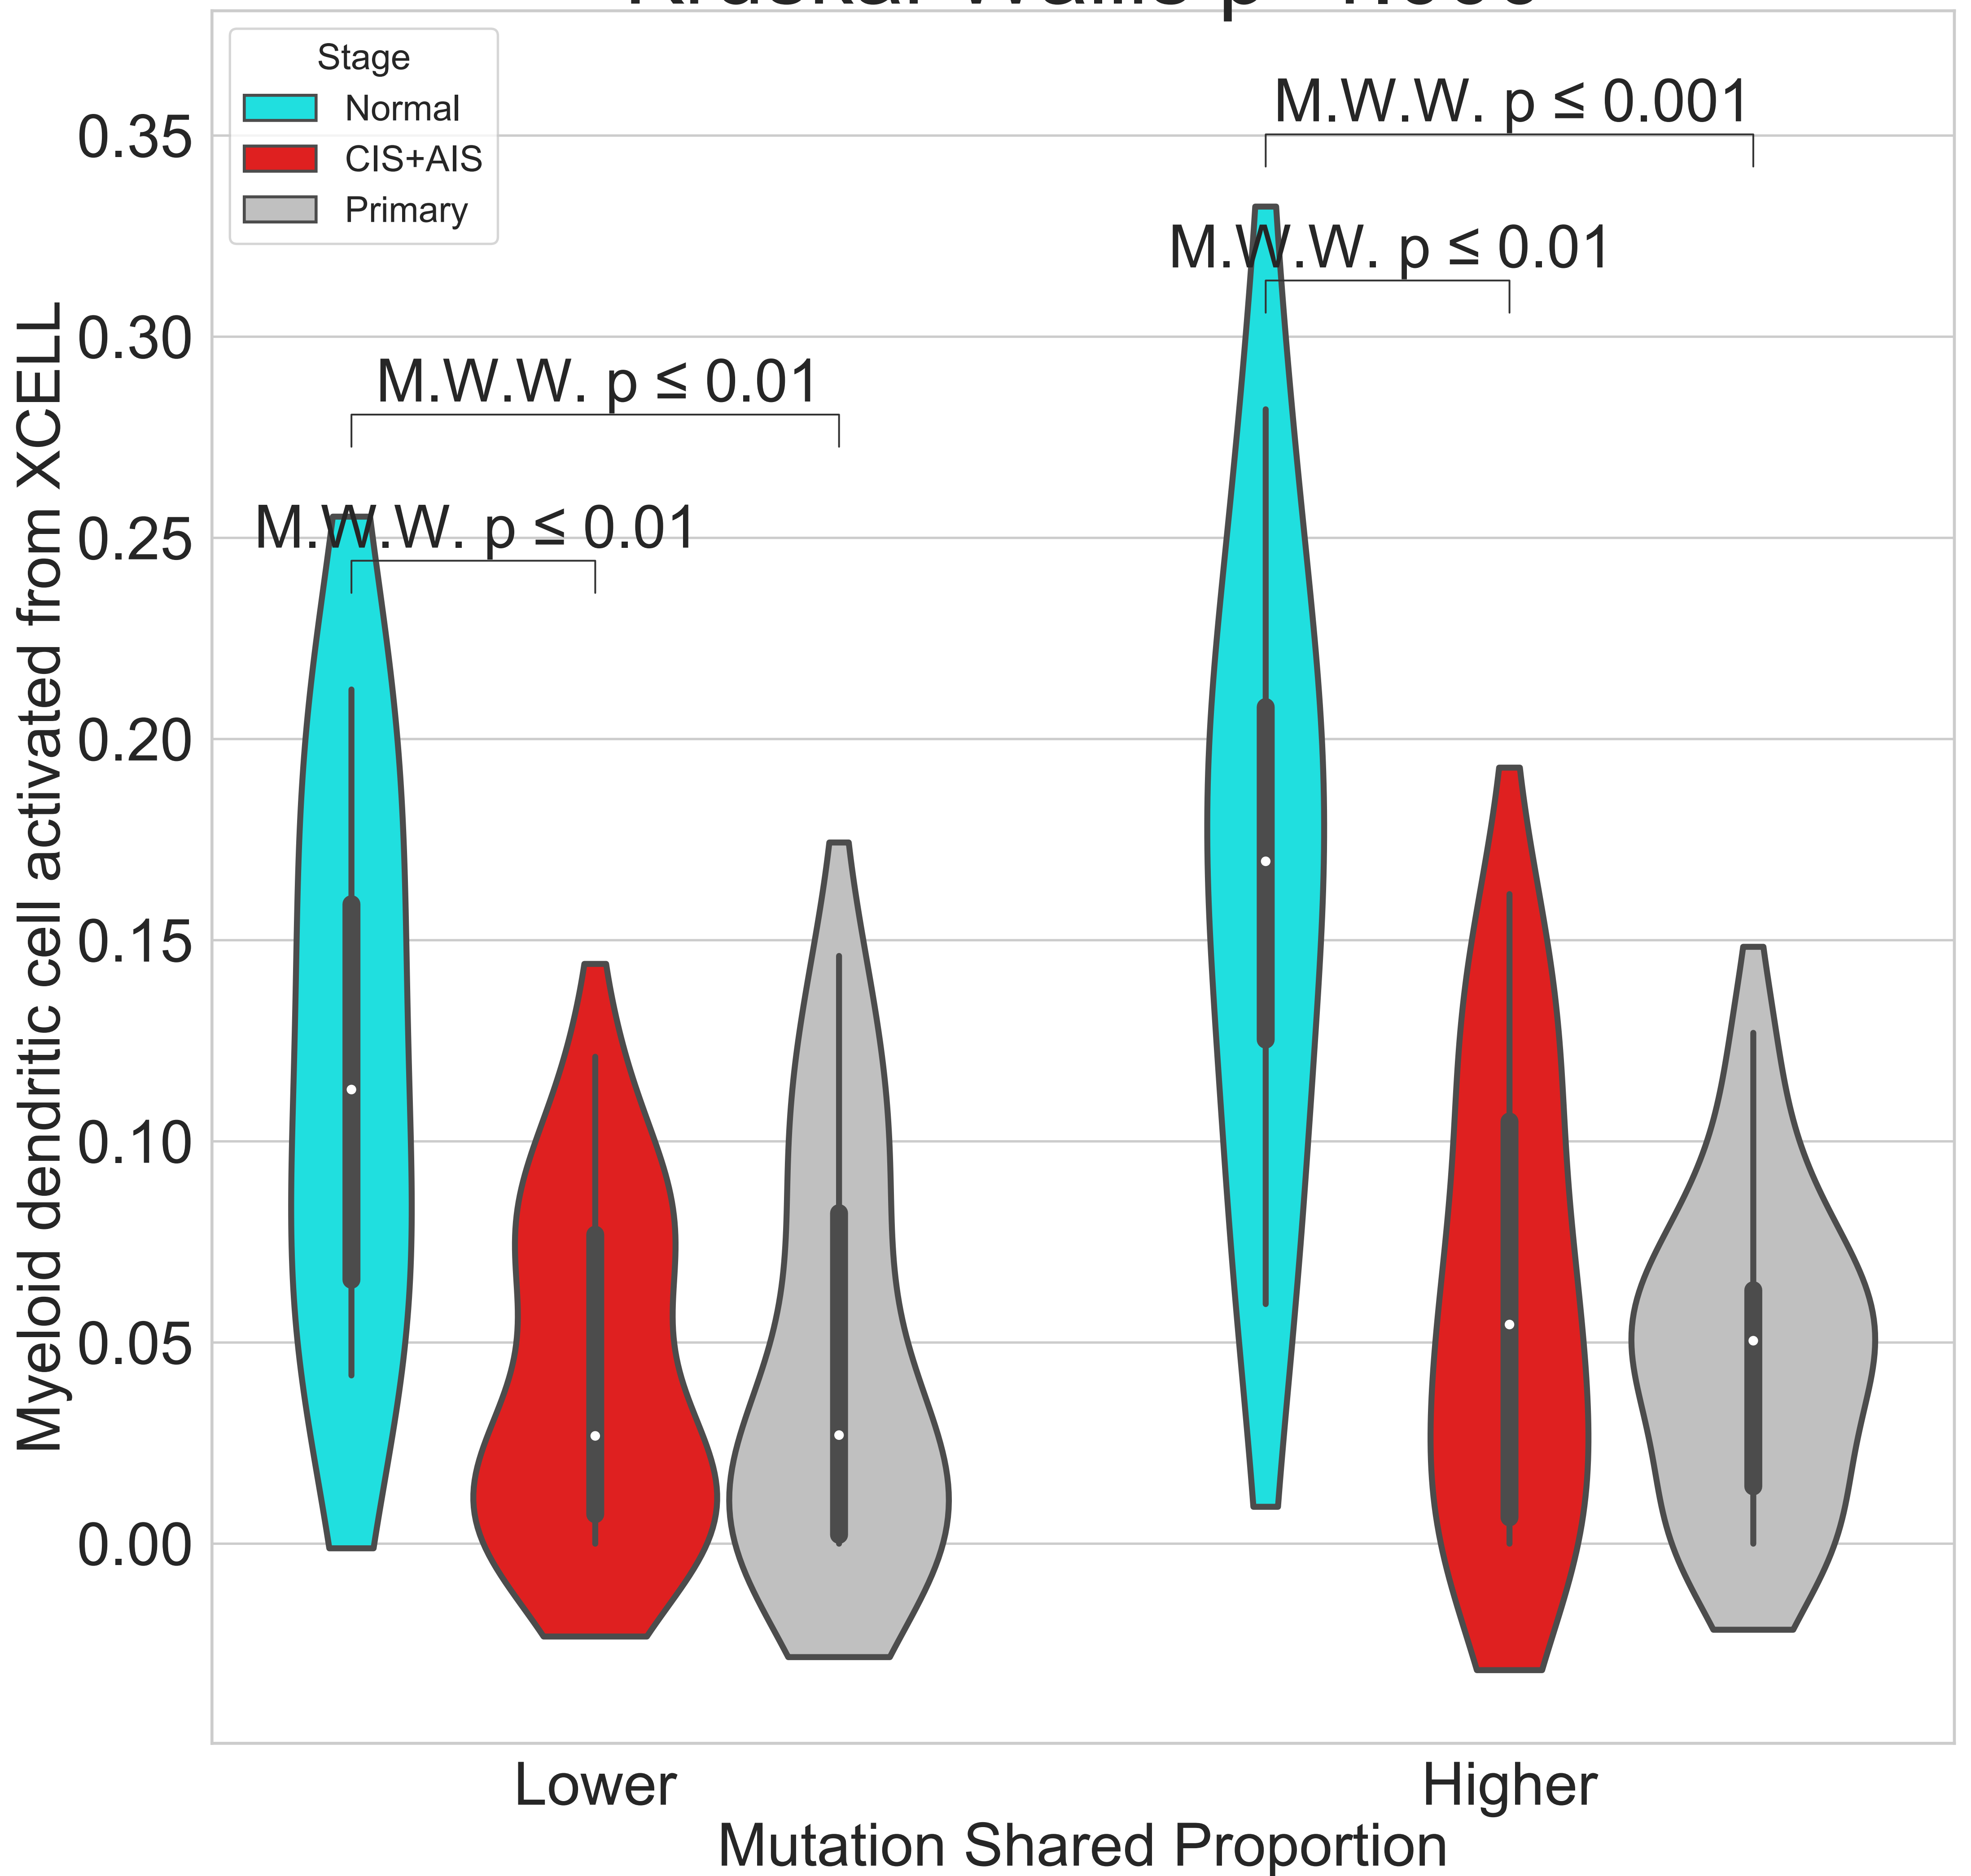 Stage
Normal
CIS+AIS
Primary
M.W.W. p ≤ 0.001
M.W.W. p ≤ 0.01
M.W.W. p ≤ 0.01
M.W.W. p ≤ 0.01
0.35
0.30
0.25
0.20
0.15
0.10
0.05
0.00
Myeloid dendritic cell activated from XCELL
Lower
Higher
Mutation Shared Proportion